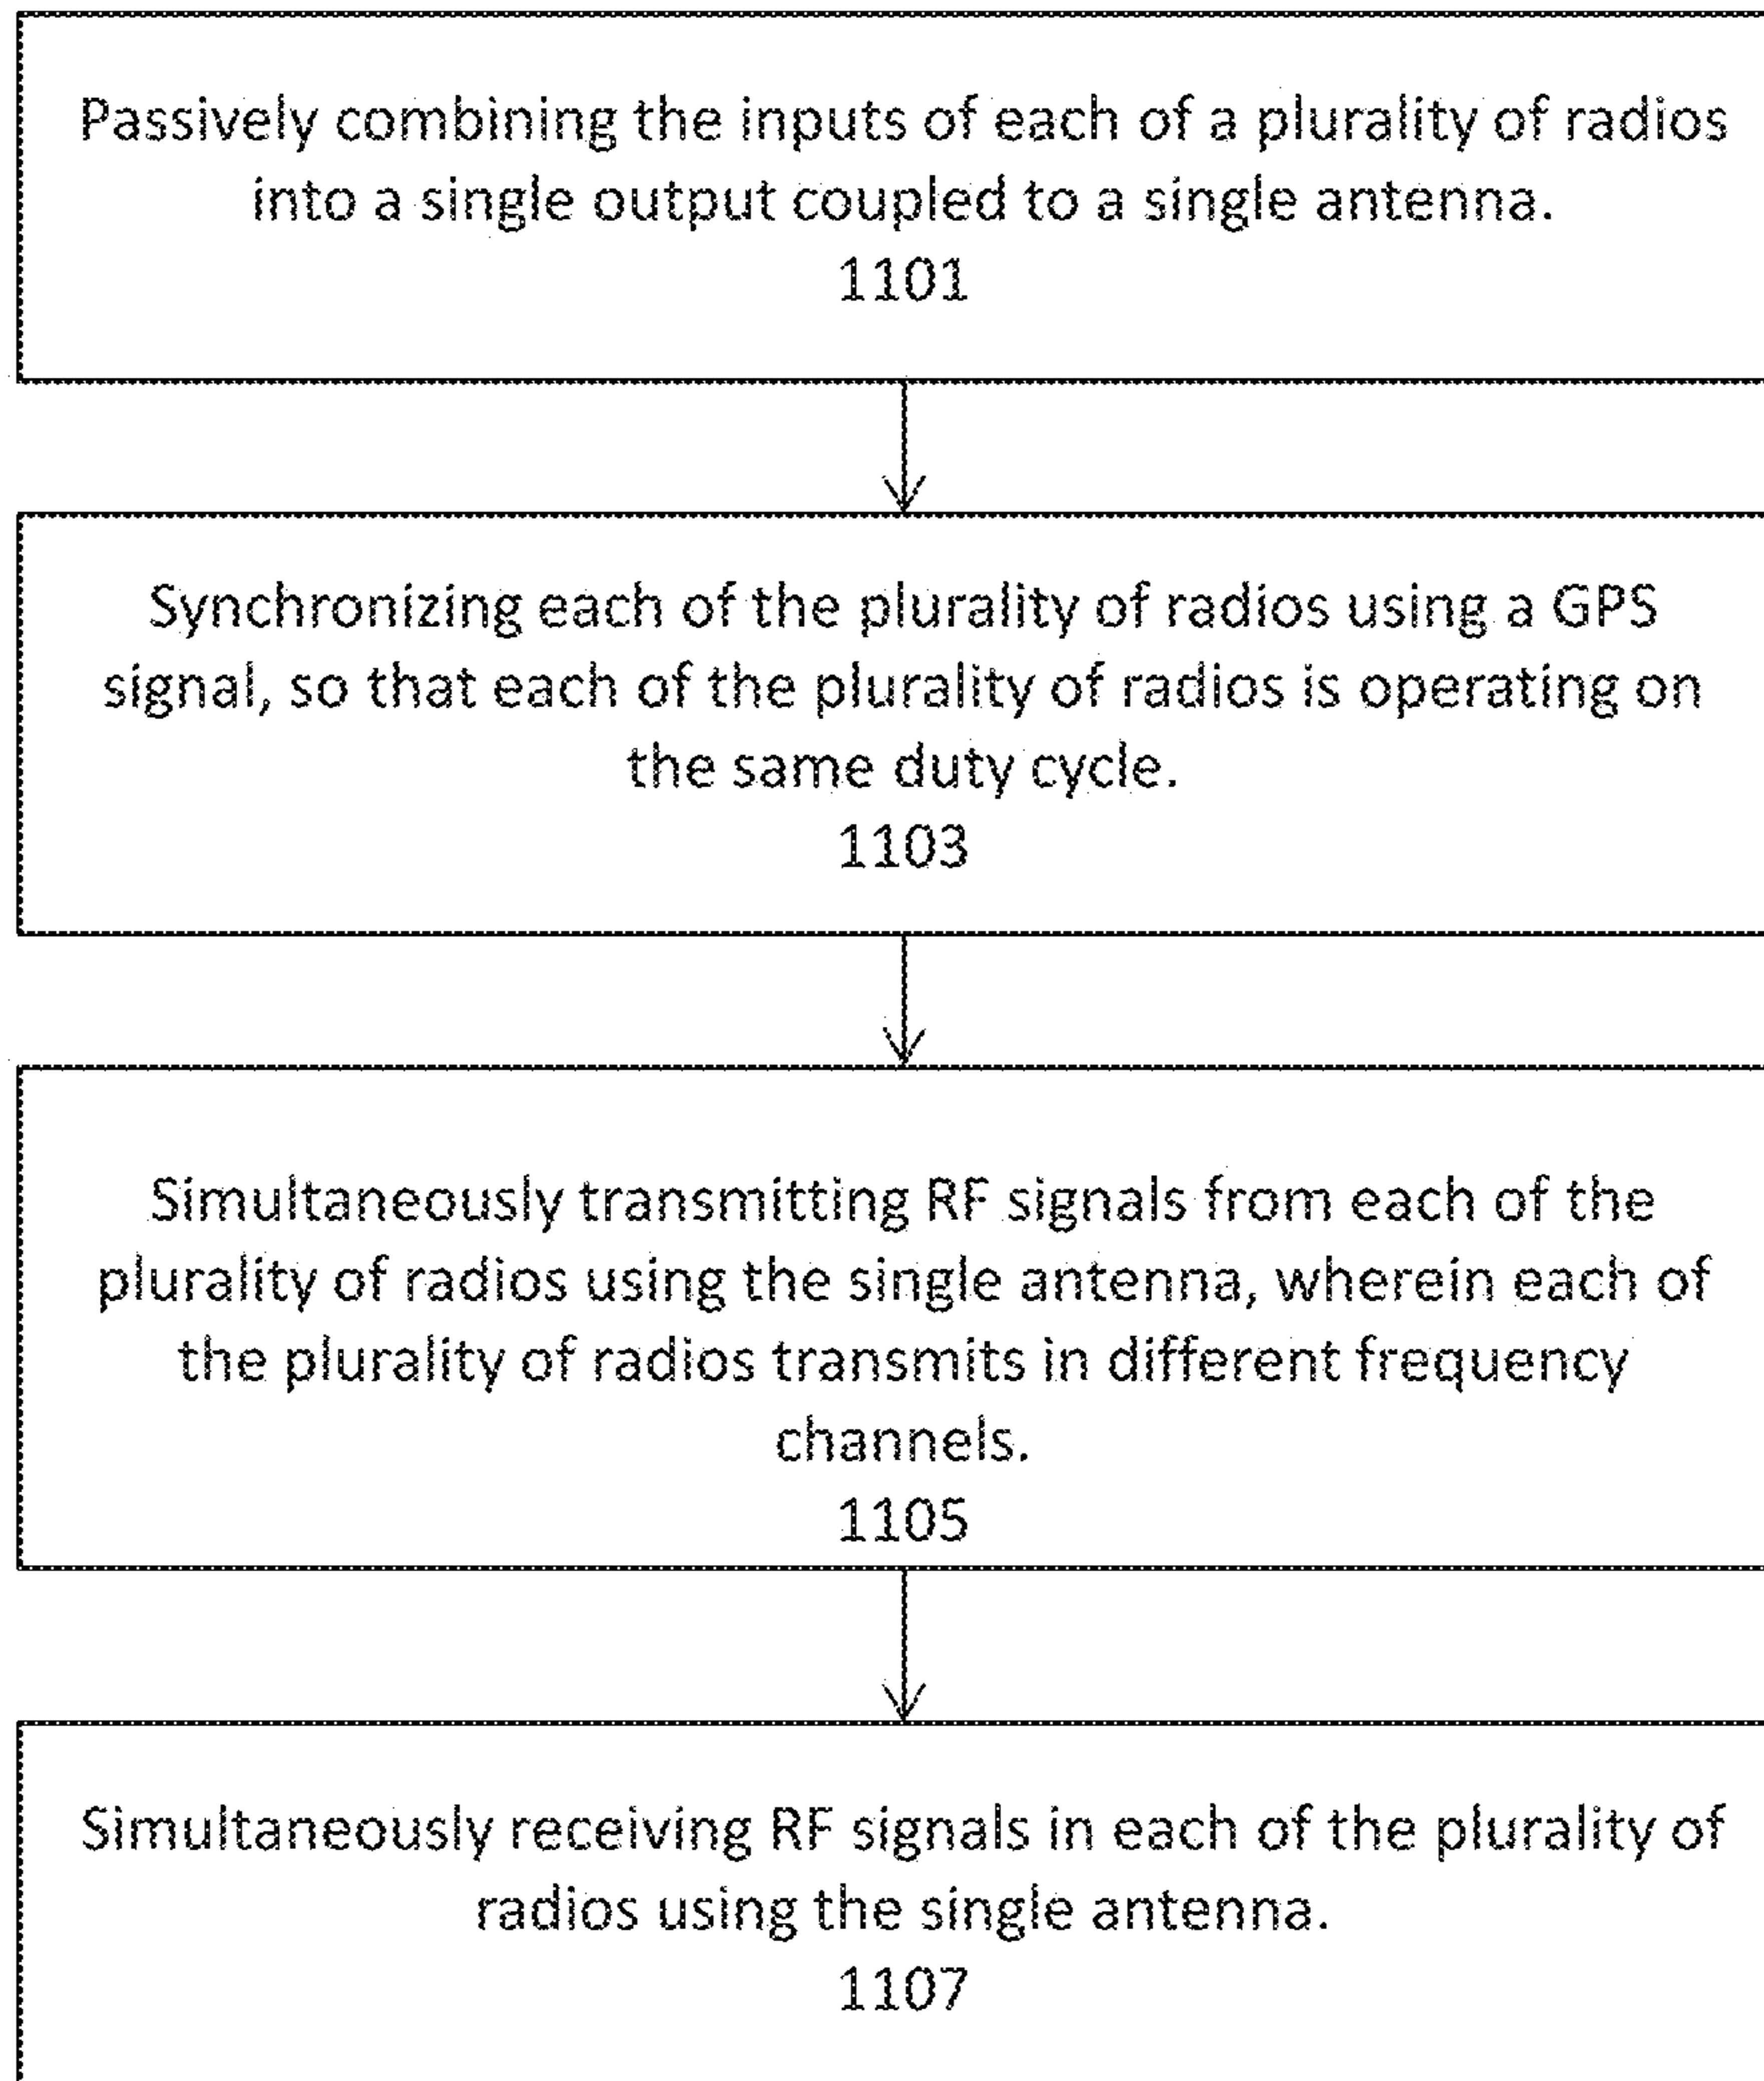 Passively combining the inputs of each of a plurality of radios
into a single output coupled to a single antenna.
1101
Synchronizing each of the plurality of radios using a GPS
signal, so that each of the plurality of radios is operating on
the same duty cycle.
1103
Simultaneously transmitting RF signals from each of the
plurality of radios using the single antenna, wherein each of
the plurality of radios transmits in different frequency
channels.
1105
Simultaneously receiving RF signals in each of the plurality of
radios using the single antenna.
1107